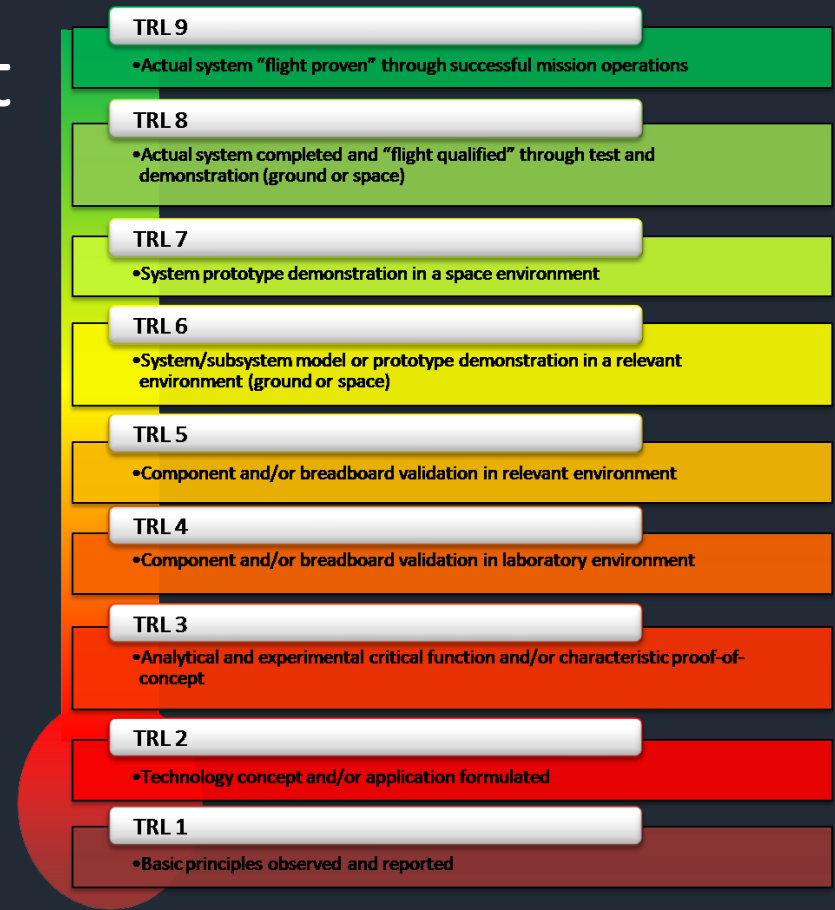 t
TRL 9
•Actual system “flight proven” through successful mission operations
TRL 8
•Actual system completed and “flight qualified” through test and
demonstration (ground or space)
TRL 7
•System prototype demonstration in a space environment
TRL 6
•System/subsystem model or prototype demonstration in a relevant
environment (ground or space)
TRL 5
•Component and/or breadboard validation in relevant environment
TRL 4
•Component and/or breadboard validation in laboratory environment
TRL 3
•Analytical and experimental critical function and/or characteristic proof-of-
concept
TRL 2
•Technology concept and/or application formulated
TRL 1
•Basic principles observed and reported